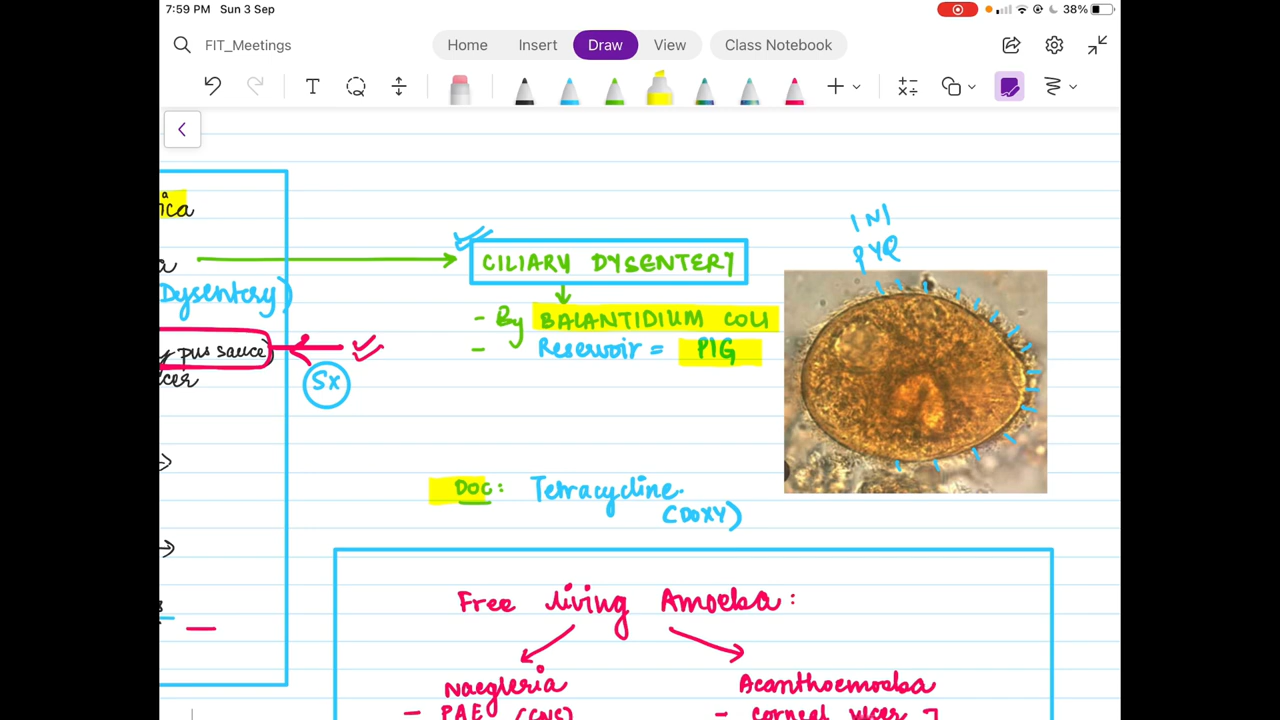 7:59 PM Sun 3 Sep
38%
FIT_Meetings
Home Insert Draw View Class Notebook
ica
a
Dysentery)
pus sauce)
cer
Sx
CILIARY DYSENTERY
- By BALANTIDIUM COLI
- Reservoir = PIG
INI
PYQ
DOC: Tetracycline.
(DOXY)
Free living Amoeba:
Naegleria
- PAE (CNS)
Acanthoemoeba
- corneal ulcer